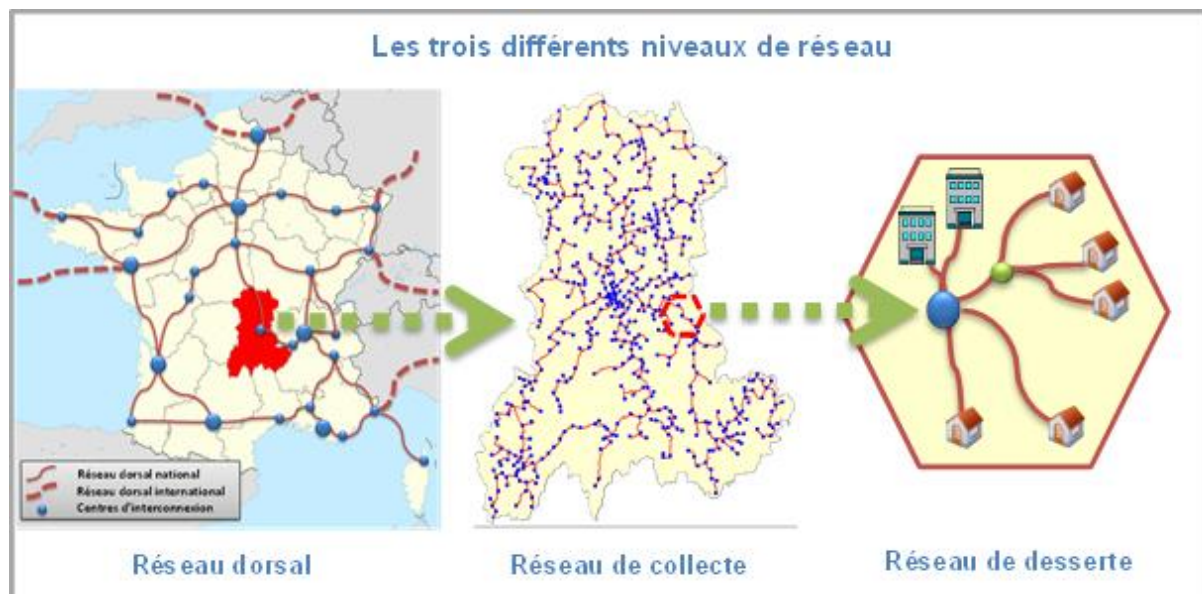 Les trois différents niveaux de réseau
Réseau dorsal national
Réseau dorsal international
Centres d'interconnexion
Réseau dorsal
Réseau de collecte
Réseau de desserte